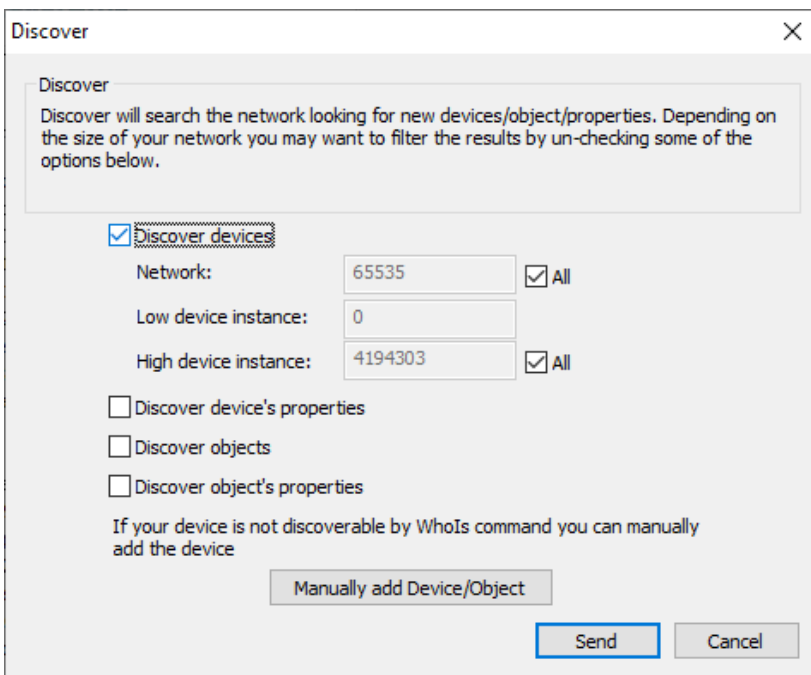 Discover
Discover
Discover will search the network looking for new devices/object/properties. Depending on
the size of your network you may want to filter the results by un-checking some of the
options below.
Discover devices
Network: 65535 All
Low device instance: 0
High device instance: 4194303 All
Discover device's properties
Discover objects
Discover object's properties
If your device is not discoverable by WhoIs command you can manually
add the device
Manually add Device/Object
Send Cancel